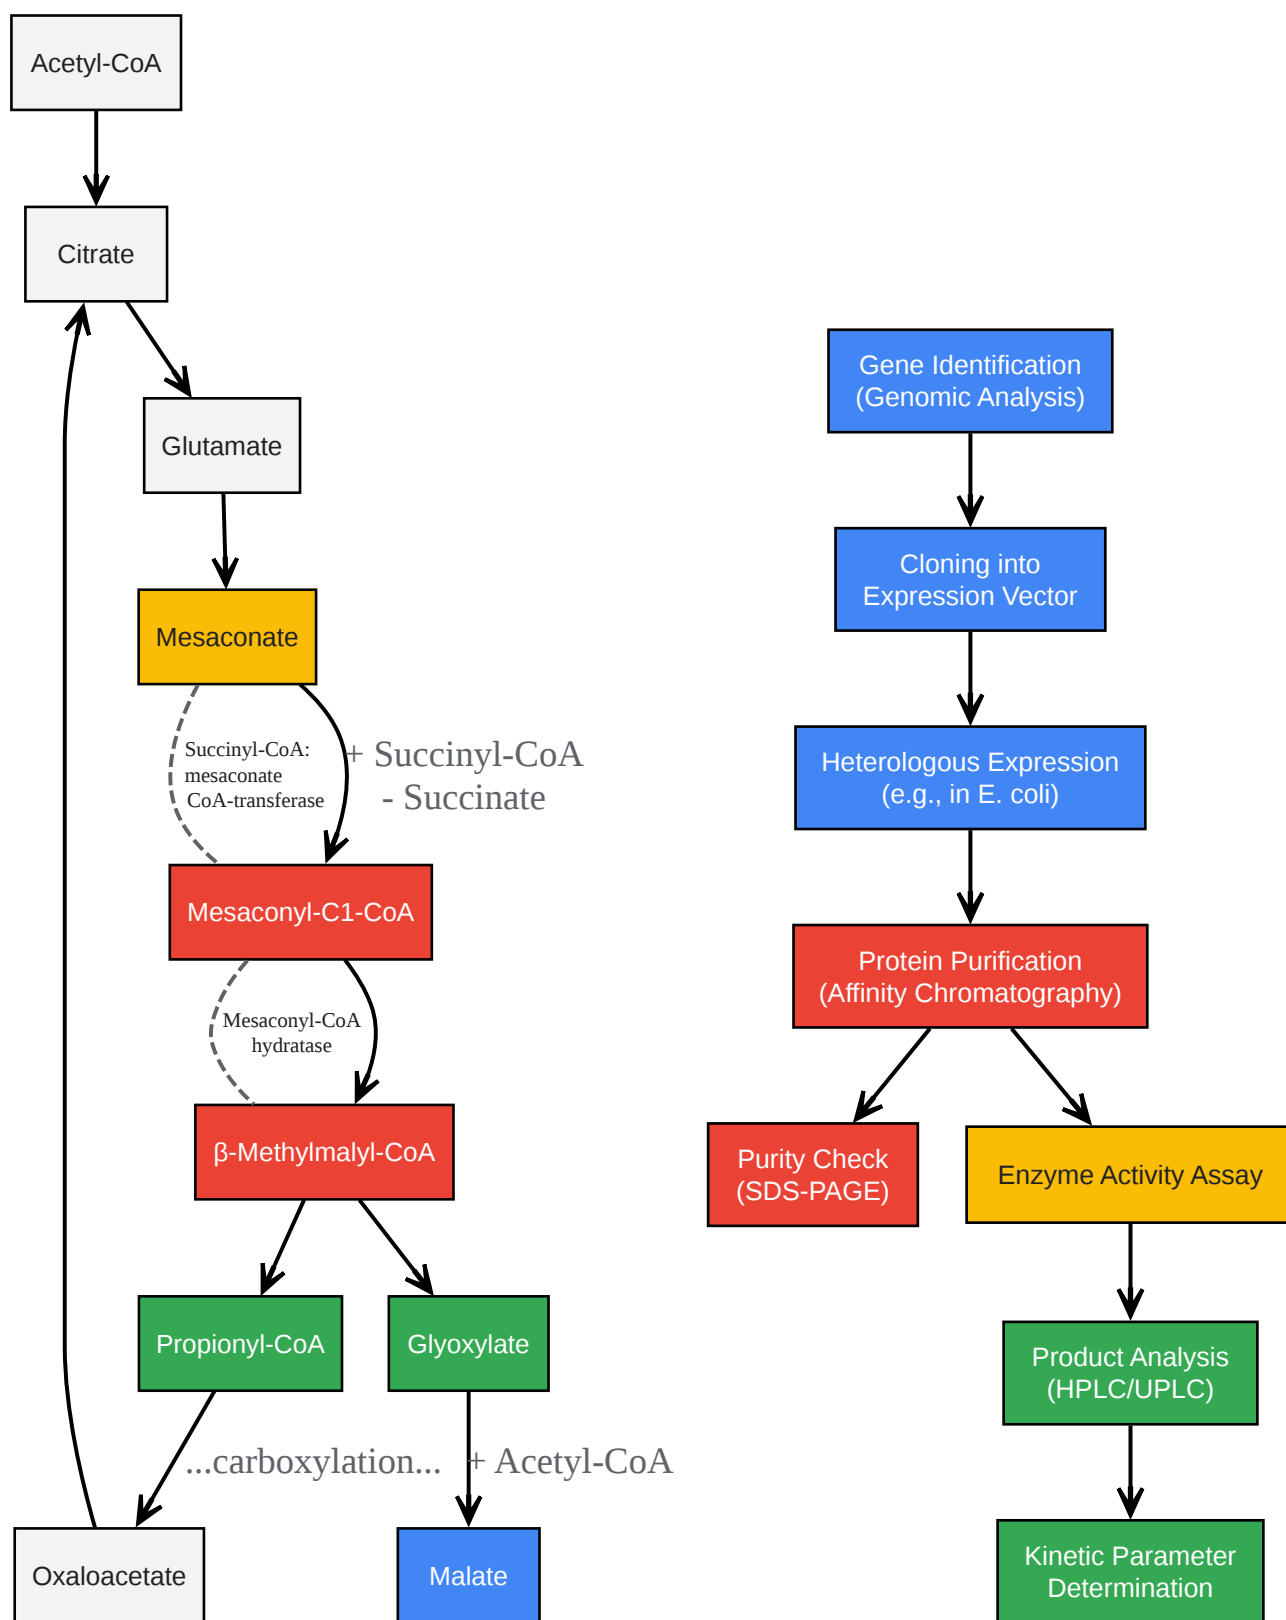 Acetyl-CoA
Citrate
Glutamate
Mesaconate
Succinyl-CoA:
mesaconate
CoA-transferase
+ Succinyl-CoA
- Succinate
Mesaconyl-C1-CoA
Mesaconyl-CoA
hydratase
β-Methylmalyl-CoA
Propionyl-CoA
Glyoxylate
...carboxylation...
+ Acetyl-CoA
Oxaloacetate
Malate
Gene Identification
(Genomic Analysis)
Cloning into
Expression Vector
Heterologous Expression
(e.g., in E. coli)
Protein Purification
(Affinity Chromatography)
Purity Check
(SDS-PAGE)
Enzyme Activity Assay
Product Analysis
(HPLC/UPLC)
Kinetic Parameter
Determination